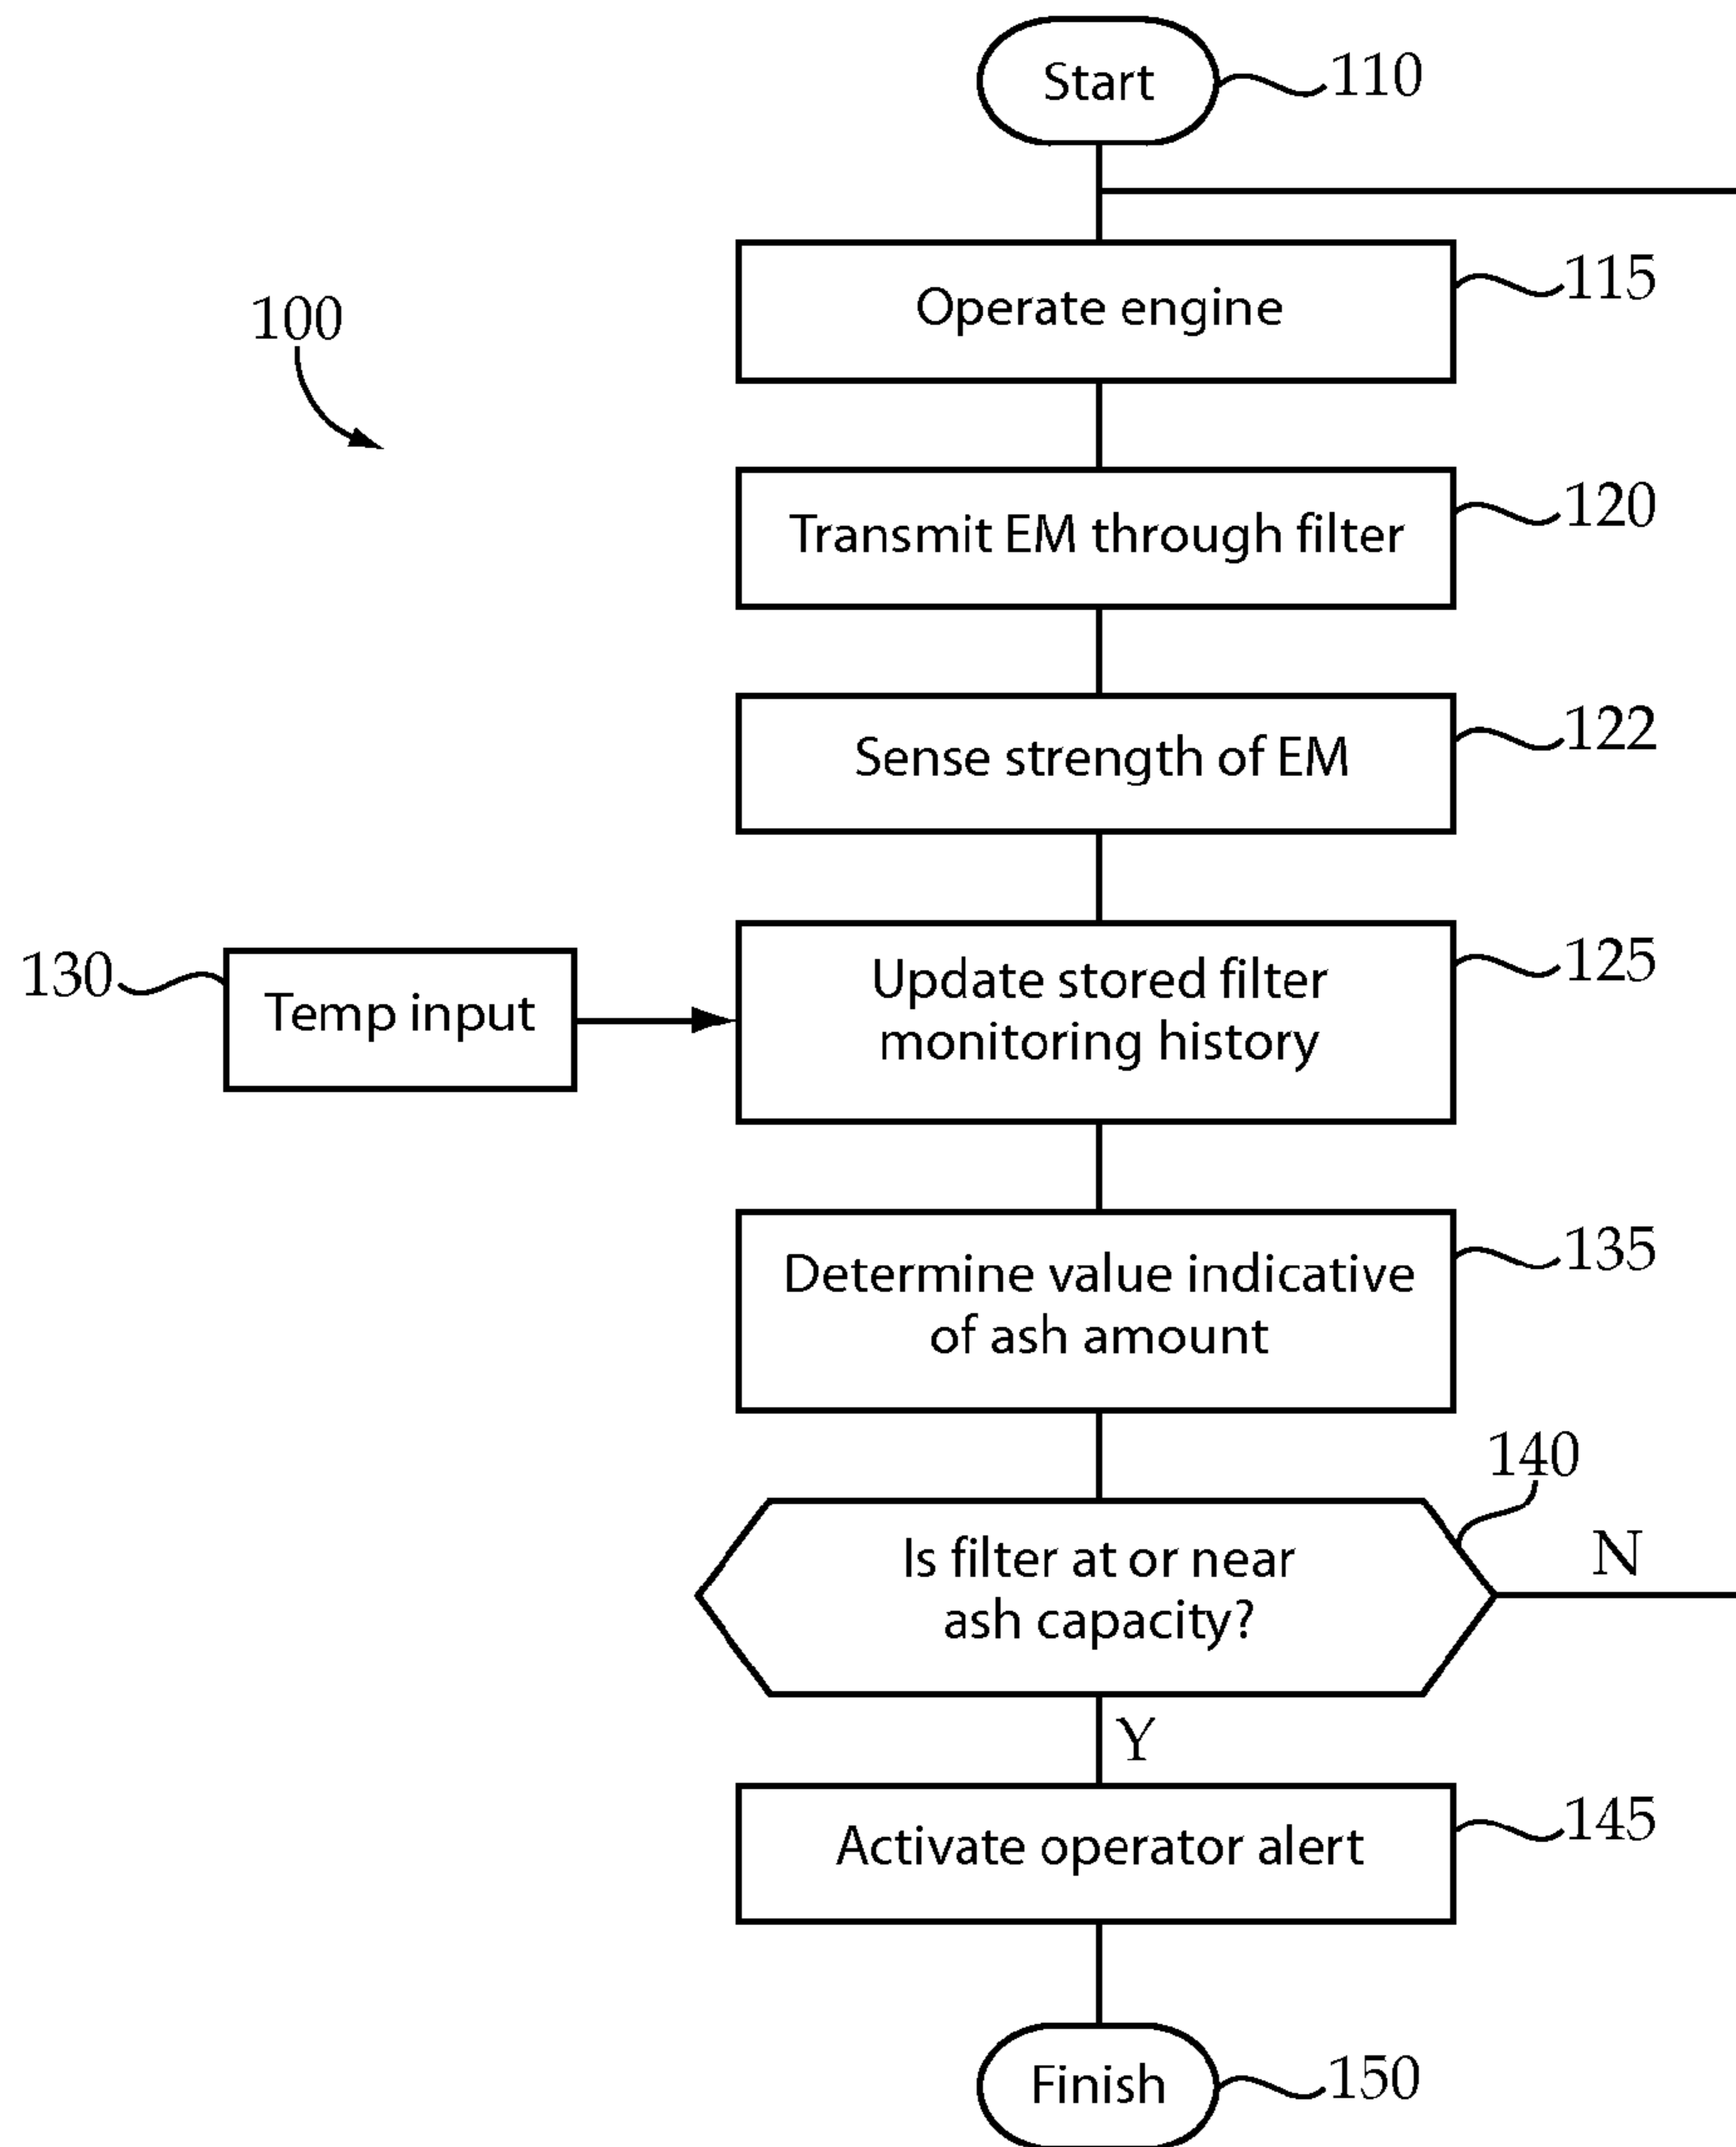 Start
110
100
Operate engine
115
Transmit EM through filter
120
Sense strength of EM
122
130
Temp input
Update stored filter
monitoring history
125
Determine value indicative
of ash amount
135
140
Is filter at or near
ash capacity?
N
Y
Activate operator alert
145
Finish
150